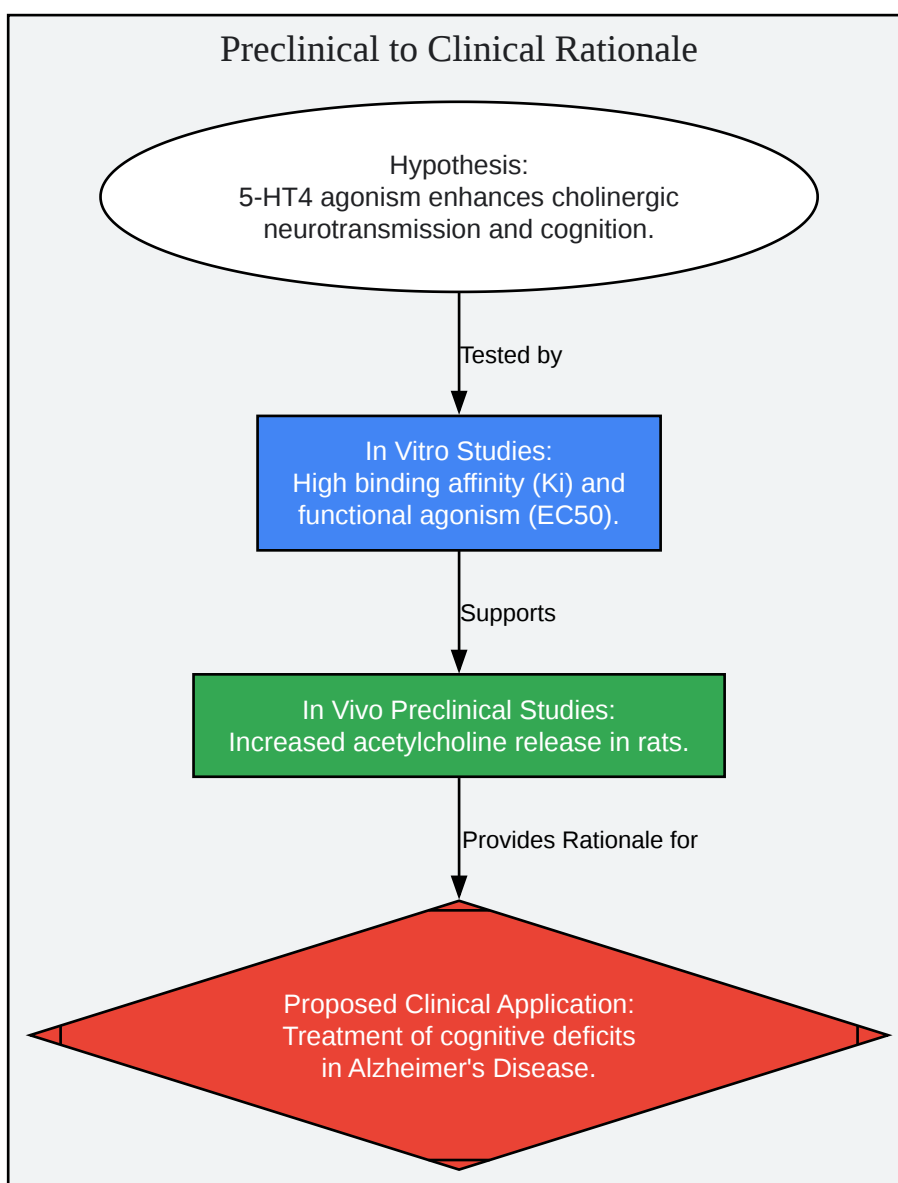 Preclinical to Clinical Rationale
Hypothesis:
5-HT4 agonism enhances cholinergic
neurotransmission and cognition.
Tested by
In Vitro Studies:
High binding affinity (Ki) and
functional agonism (EC50).
Supports
In Vivo Preclinical Studies:
Increased acetylcholine release in rats.
Provides Rationale for
Proposed Clinical Application:
Treatment of cognitive deficits
in Alzheimer's Disease.